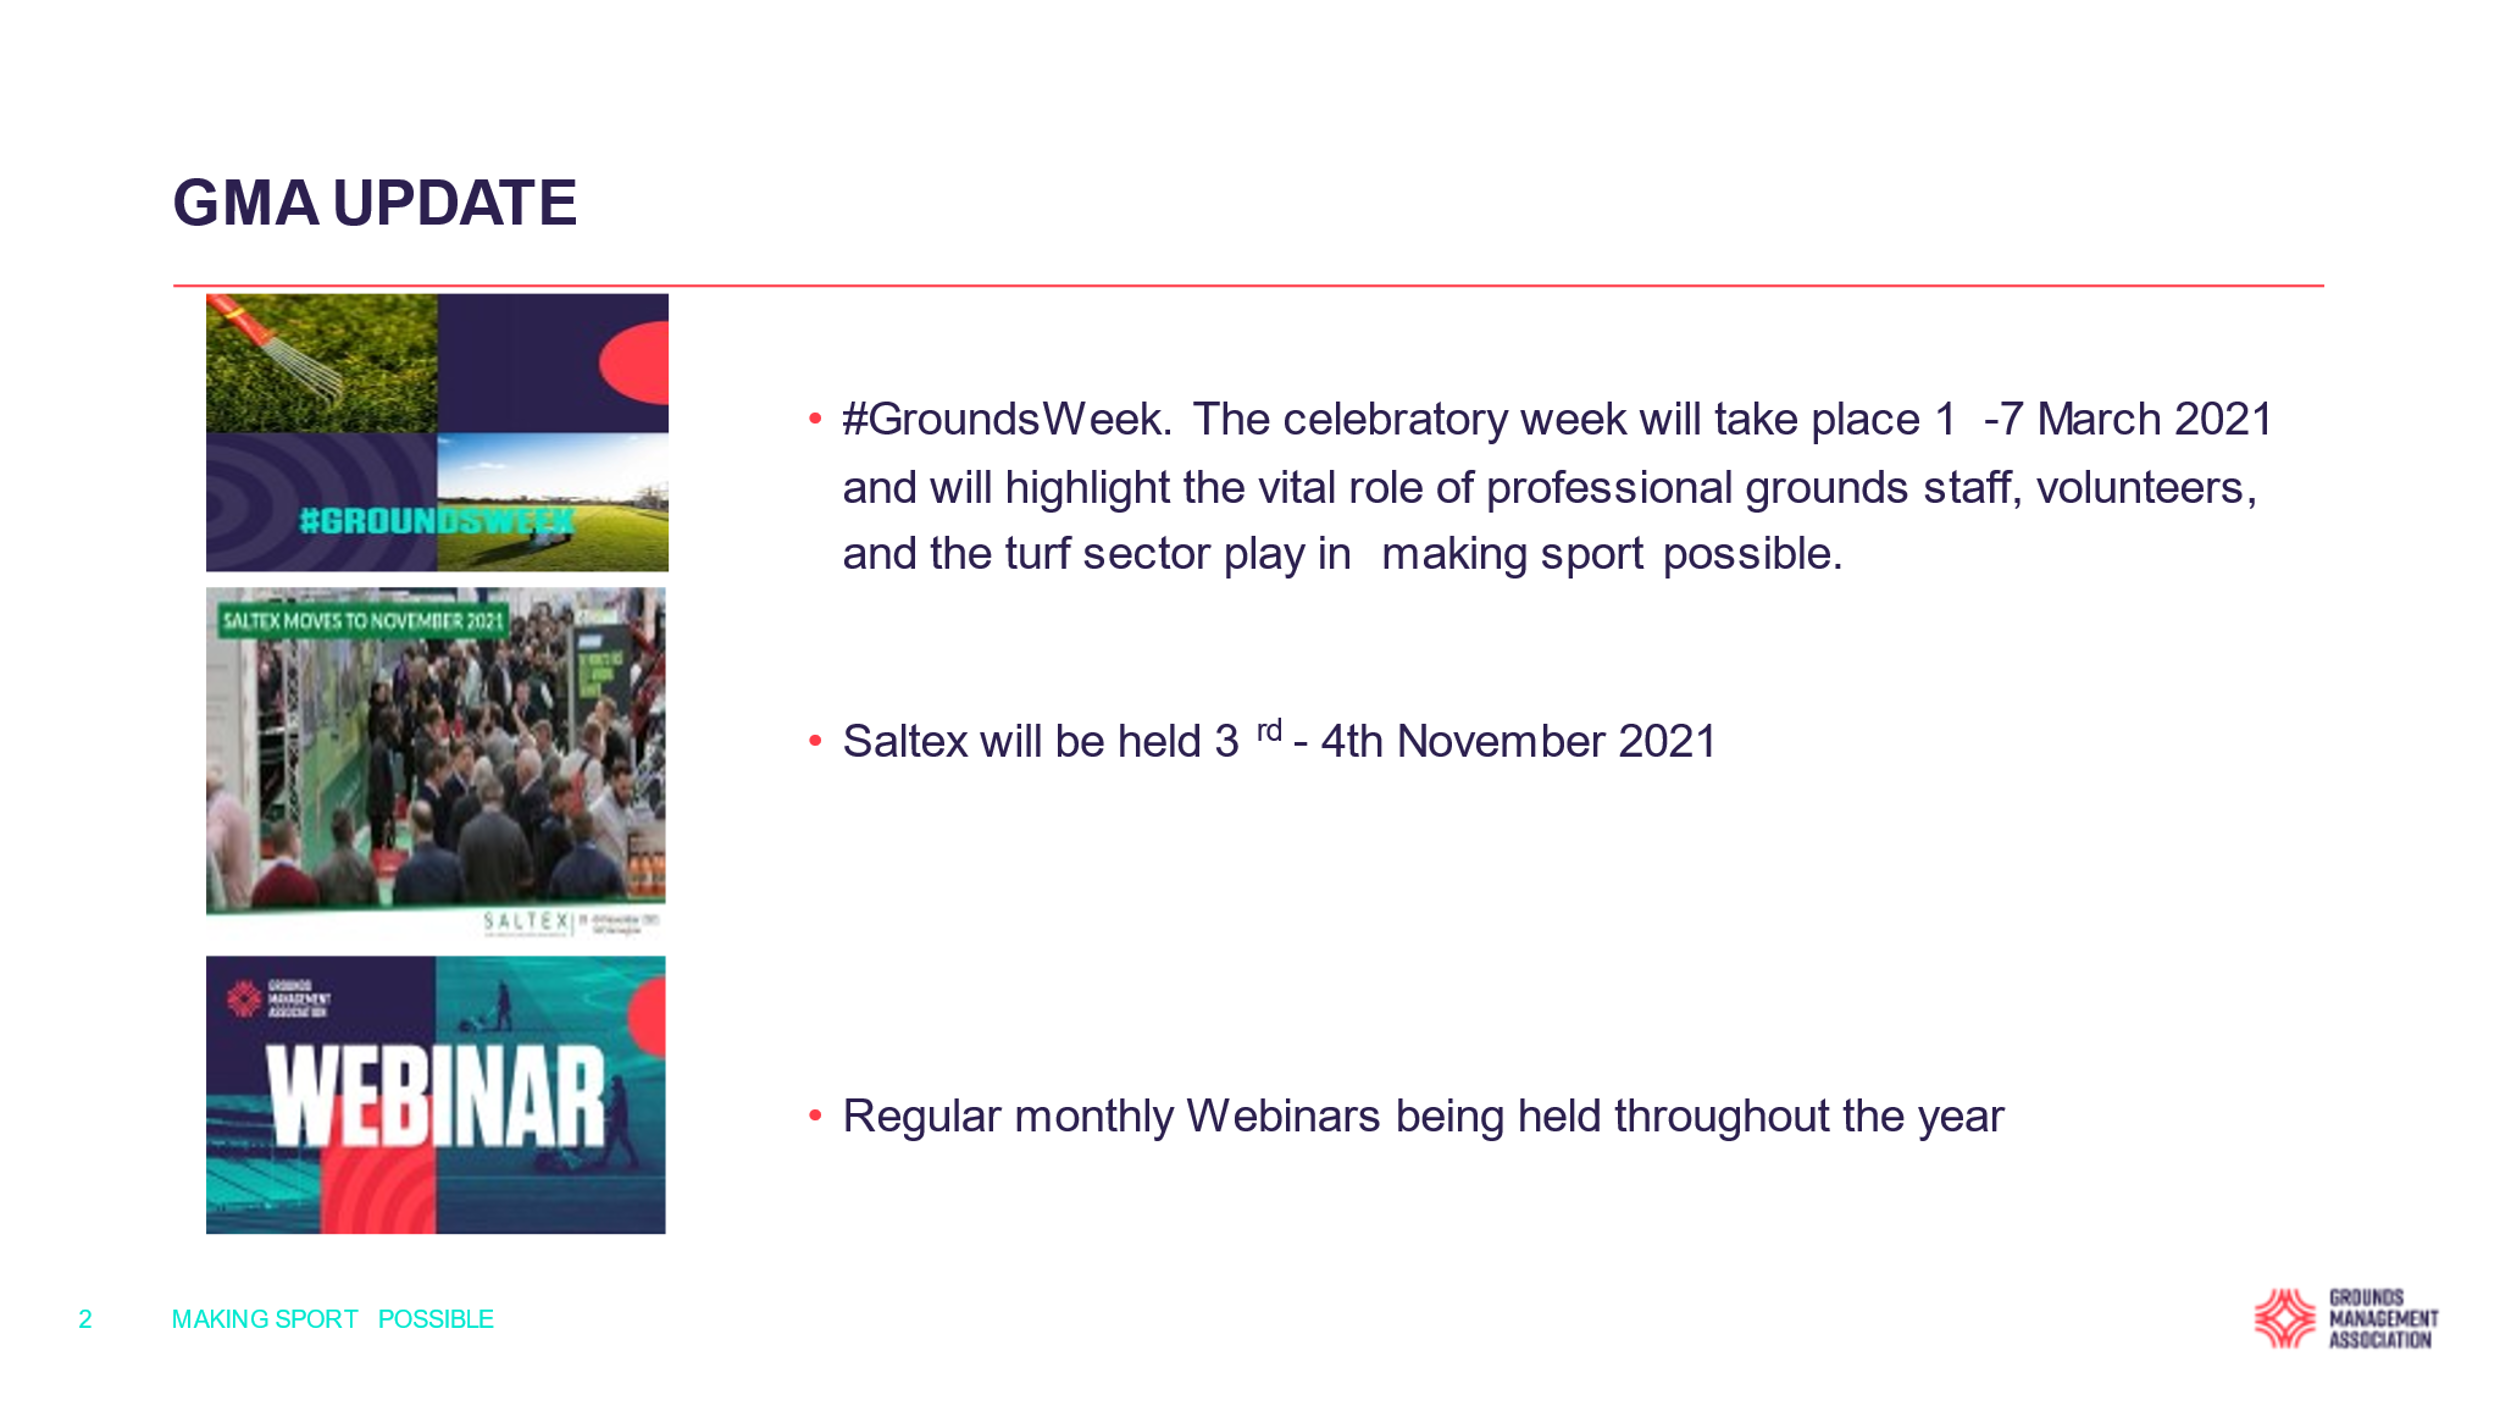 GMA UPDATE
#GROUNDSWEEK
• #GroundsWeek. The celebratory week will take place 1 -7 March 2021
and will highlight the vital role of professional grounds staff, volunteers,
and the turf sector play in making sport possible.
SALTEX MOVES TO NOVEMBER 2021
• Saltex will be held 3 rd - 4th November 2021
SALTEX
GROUNDS
MANAGEMENT
ASSOCIATION
WEBINAR
• Regular monthly Webinars being held throughout the year
2 MAKING SPORT POSSIBLE
GROUNDS
MANAGEMENT
ASSOCIATION